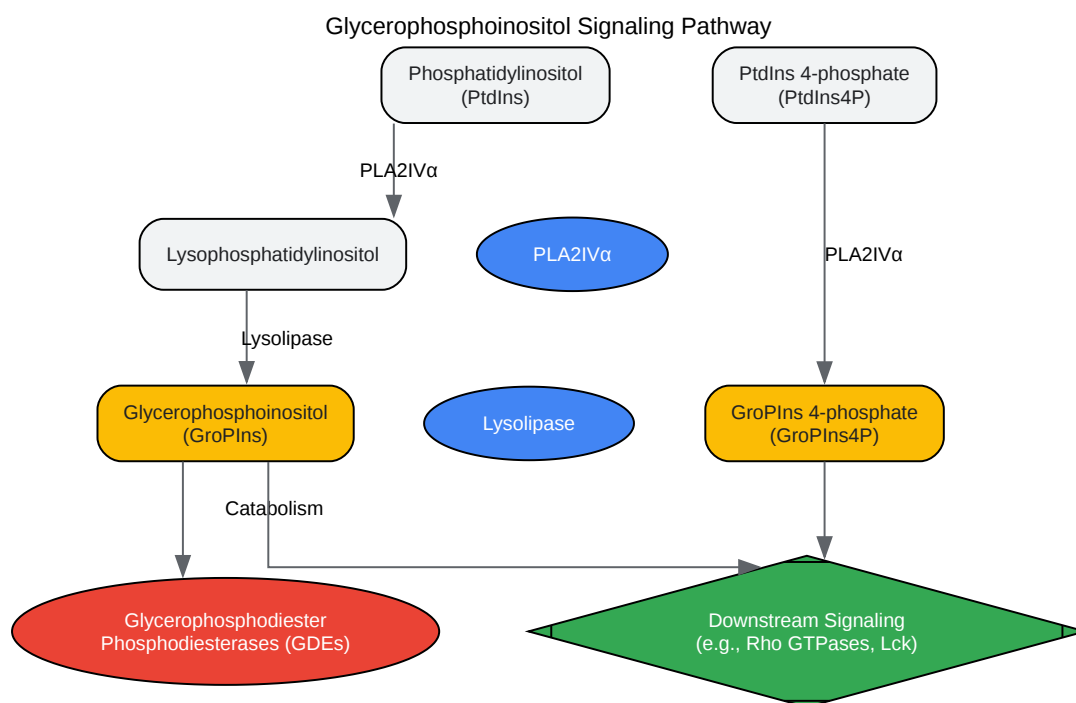 Glycerophosphoinositol Signaling Pathway
Phosphatidylinositol
(PtdIns)
PtdIns 4-phosphate
(PtdIns4P)
PLA2IVα
Lysophosphatidylinositol
PLA2IVα
PLA2IVα
Lysolipase
Glycerophosphoinositol
(GroPIns)
Lysolipase
GroPIns 4-phosphate
(GroPIns4P)
Catabolism
Glycerophosphodiester
Phosphodiesterases (GDEs)
Downstream Signaling
(e.g., Rho GTPases, Lck)